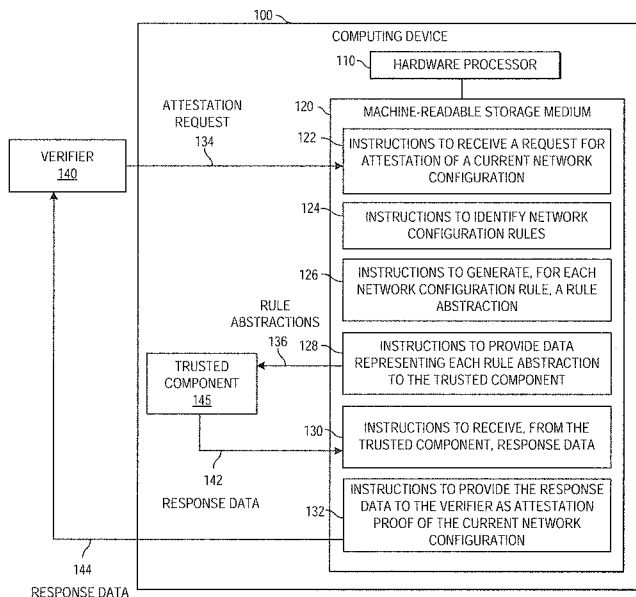 100
COMPUTING DEVICE
110
HARDWARE PROCESSOR
120
MACHINE-READABLE STORAGE MEDIUM
ATTESTATION
REQUEST
134
122
INSTRUCTIONS TO RECEIVE A REQUEST FOR
ATTESTATION OF A CURRENT NETWORK
CONFIGURATION
VERIFIER
140
124
INSTRUCTIONS TO IDENTIFY NETWORK
CONFIGURATION RULES
126
INSTRUCTIONS TO GENERATE, FOR EACH
NETWORK CONFIGURATION RULE, A RULE
ABSTRACTION
RULE
ABSTRACTIONS
136
128
INSTRUCTIONS TO PROVIDE DATA
REPRESENTING EACH RULE ABSTRACTION
TO THE TRUSTED COMPONENT
TRUSTED
COMPONENT
145
130
INSTRUCTIONS TO RECEIVE, FROM THE
TRUSTED COMPONENT, RESPONSE DATA
142
RESPONSE DATA
132
INSTRUCTIONS TO PROVIDE THE RESPONSE
DATA TO THE VERIFIER AS ATTESTATION
PROOF OF THE CURRENT NETWORK
CONFIGURATION
144
RESPONSE DATA